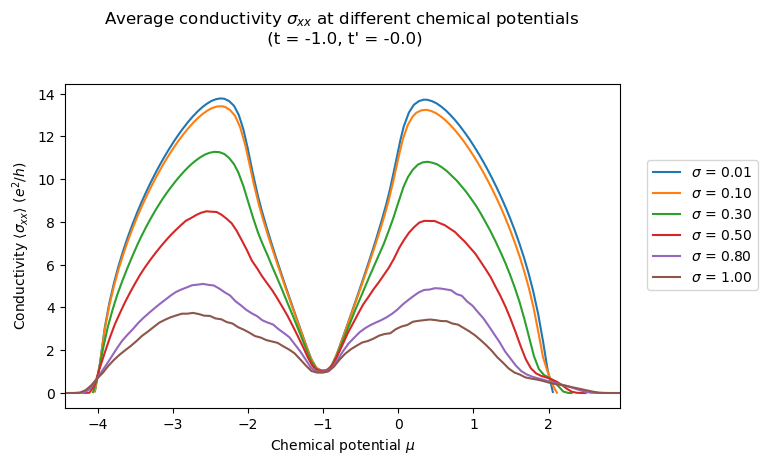 Average conductivity σxx at different chemical potentials
(t = -1.0, t' = -0.0)
14
12
10
8
6
4
2
0
Conductivity ⟨σxx⟩ (e²/h)
−4
−3
−2
−1
0
1
2
Chemical potential μ
σ = 0.01
σ = 0.10
σ = 0.30
σ = 0.50
σ = 0.80
σ = 1.00